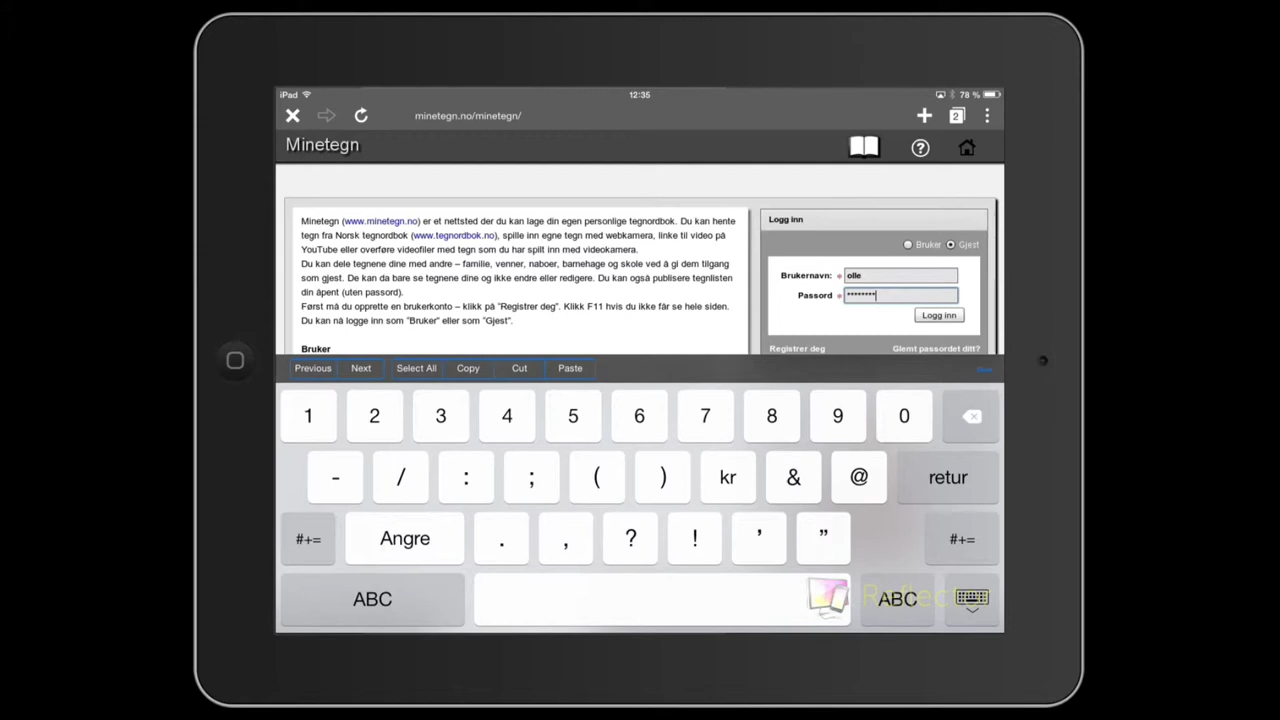 iPad 12:35 78 %
minetegn.no/minetegn/ 2
Minetegn
Minetegn (www.minetegn.no) er et nettsted der du kan lage din egen personlige tegnordbok. Du kan hente
tegn fra Norsk tegnordbok (www.tegnordbok.no), spille inn egne tegn med webkamera, linke til video på
YouTube eller overføre videofiler med tegn som du har spilt inn med videokamera.
Du kan dele tegnene dine med andre – familie, venner, naboer, barnehage og skole ved å gi dem tilgang
som gjest. De kan da bare se tegnene dine og ikke endre eller redigere. Du kan også publisere tegnlisten
din åpent (uten passord).
Først må du opprette en brukerkonto – klikk på "Registrer deg". Klikk F11 hvis du ikke får se hele siden.
Du kan nå logge inn som "Bruker" eller som "Gjest".
Bruker
Logg inn
Bruker Gjest
Brukernavn: * olle
Passord * ********
Logg inn
Registrer deg Glemt passordet ditt?
Previous Next Select All Copy Cut Paste
1 2 3 4 5 6 7 8 9 0
- / : ; ( ) kr & @ retur
#+= Angre . , ? ! ' " #+=
ABC ABC
Reflector